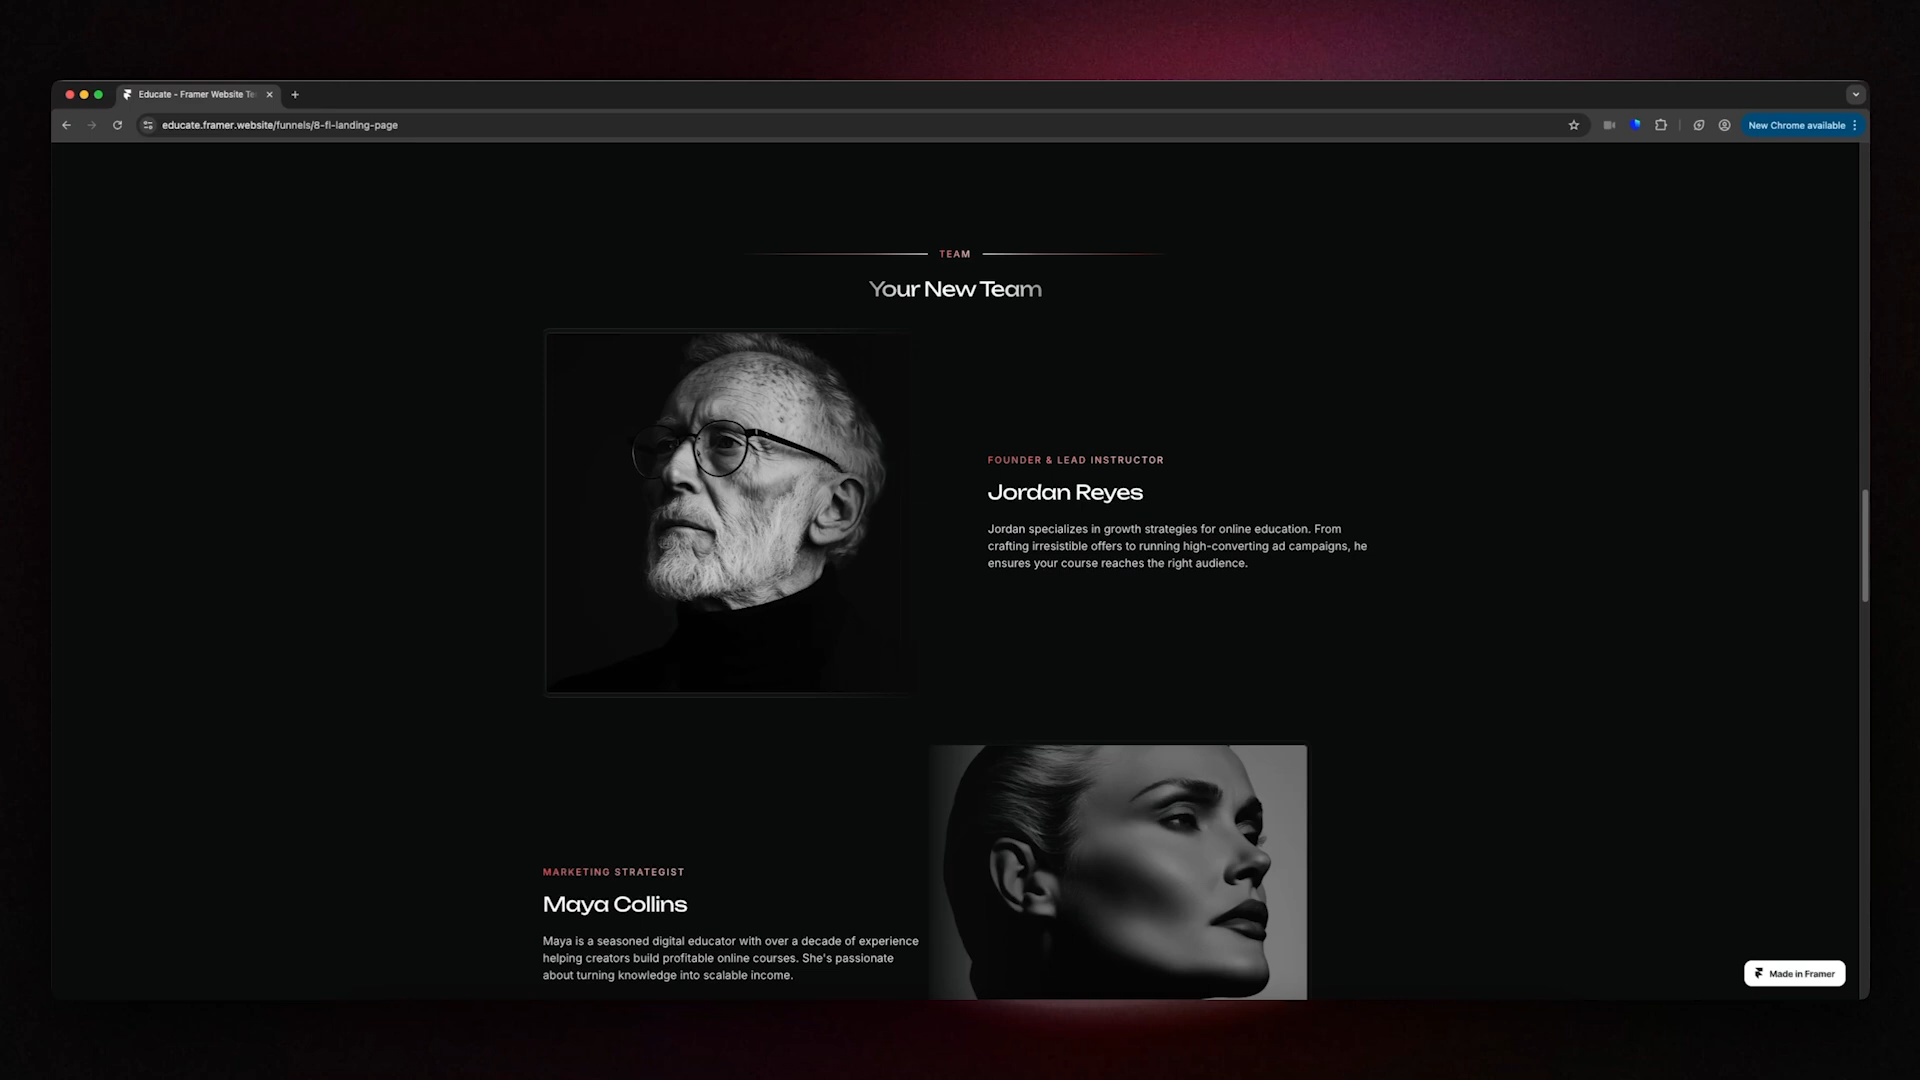 Educate - Framer Website Te
educate.framer.website/funnels/8-fl-landing-page
New Chrome available
TEAM
Your New Team
FOUNDER & LEAD INSTRUCTOR
Jordan Reyes
Jordan specializes in growth strategies for online education. From
crafting irresistible offers to running high-converting ad campaigns, he
ensures your course reaches the right audience.
MARKETING STRATEGIST
Maya Collins
Maya is a seasoned digital educator with over a decade of experience
helping creators build profitable online courses. She's passionate
about turning knowledge into scalable income.
Made in Framer